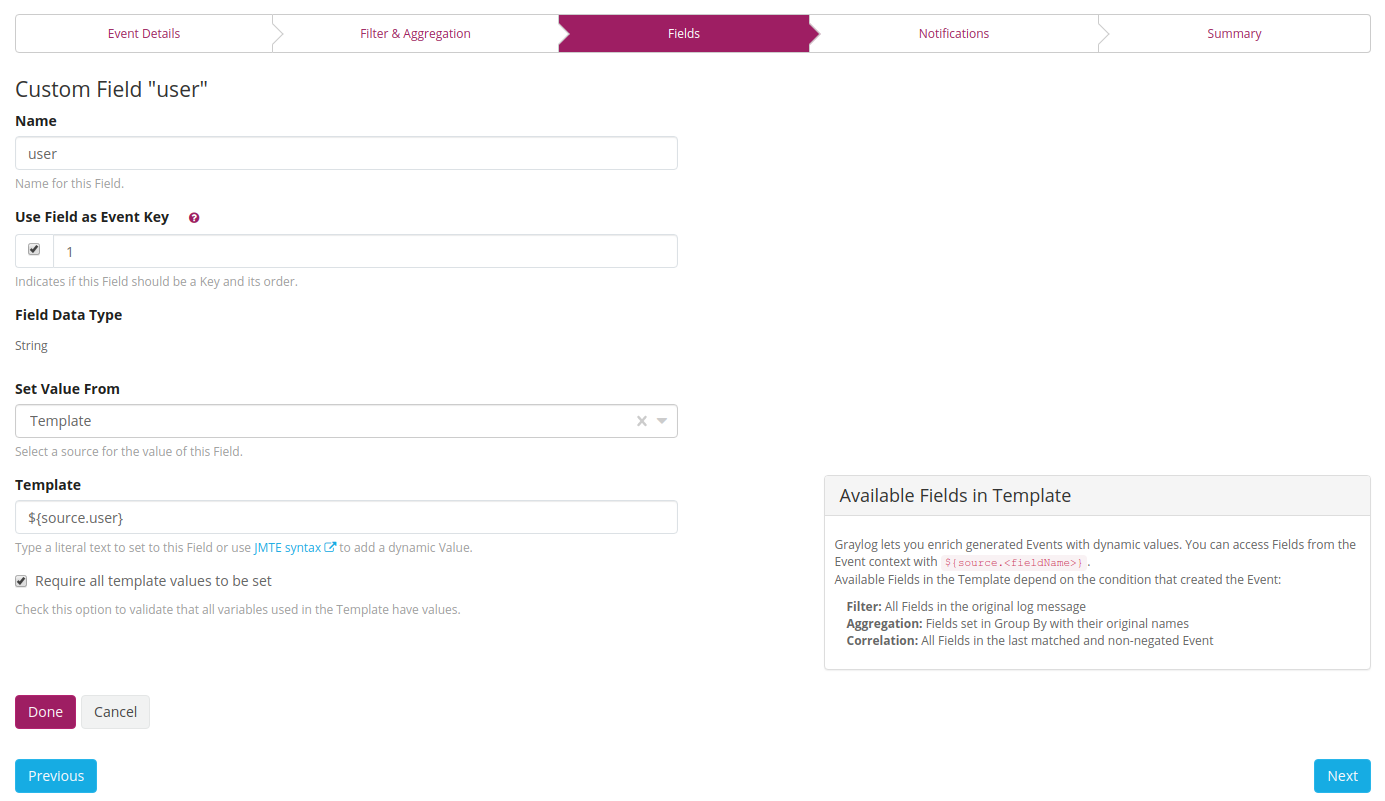 Event Details
Filter & Aggregation
Fields
Notifications
Summary
Custom Field "user"
Name
user
Name for this Field.
Use Field as Event Key
1
Indicates if this Field should be a Key and its order.
Field Data Type
String
Set Value From
Template
Select a source for the value of this Field.
Template
${source.user}
Type a literal text to set to this Field or use JMTE syntax to add a dynamic Value.
Require all template values to be set
Check this option to validate that all variables used in the Template have values.
Available Fields in Template
Graylog lets you enrich generated Events with dynamic values. You can access Fields from the
Event context with ${source.<fieldName>}.
Available Fields in the Template depend on the condition that created the Event:
Filter: All Fields in the original log message
Aggregation: Fields set in Group By with their original names
Correlation: All Fields in the last matched and non-negated Event
Done
Cancel
Previous
Next